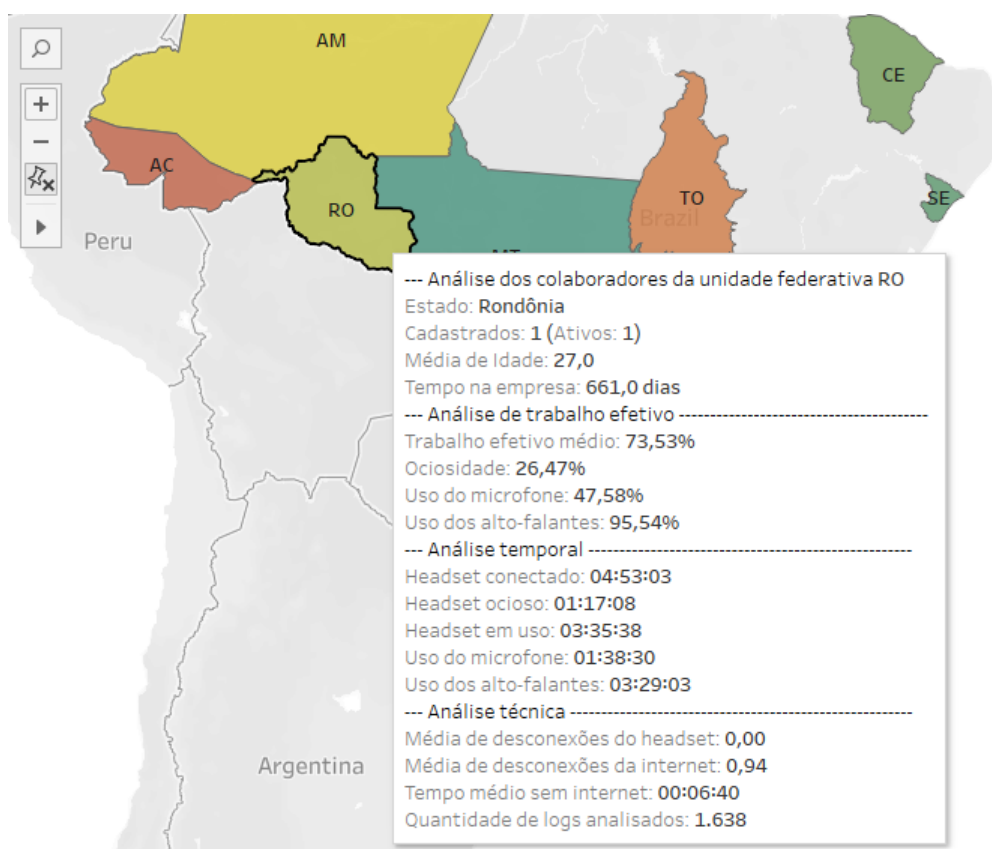 AM
CE
AC
RO
TO
SE
Brazil
Peru
MT
--- Análise dos colaboradores da unidade federativa RO
Estado: Rondônia
Cadastrados: 1 (Ativos: 1)
Média de Idade: 27,0
Tempo na empresa: 661,0 dias
--- Análise de trabalho efetivo ----------------------------------------
Trabalho efetivo médio: 73,53%
Ociosidade: 26,47%
Uso do microfone: 47,58%
Uso dos alto-falantes: 95,54%
--- Análise temporal ----------------------------------------------------
Headset conectado: 04:53:03
Headset ocioso: 01:17:08
Headset em uso: 03:35:38
Uso do microfone: 01:38:30
Uso dos alto-falantes: 03:29:03
--- Análise técnica -------------------------------------------------------
Média de desconexões do headset: 0,00
Média de desconexões da internet: 0,94
Tempo médio sem internet: 00:06:40
Quantidade de logs analisados: 1.638
Argentina